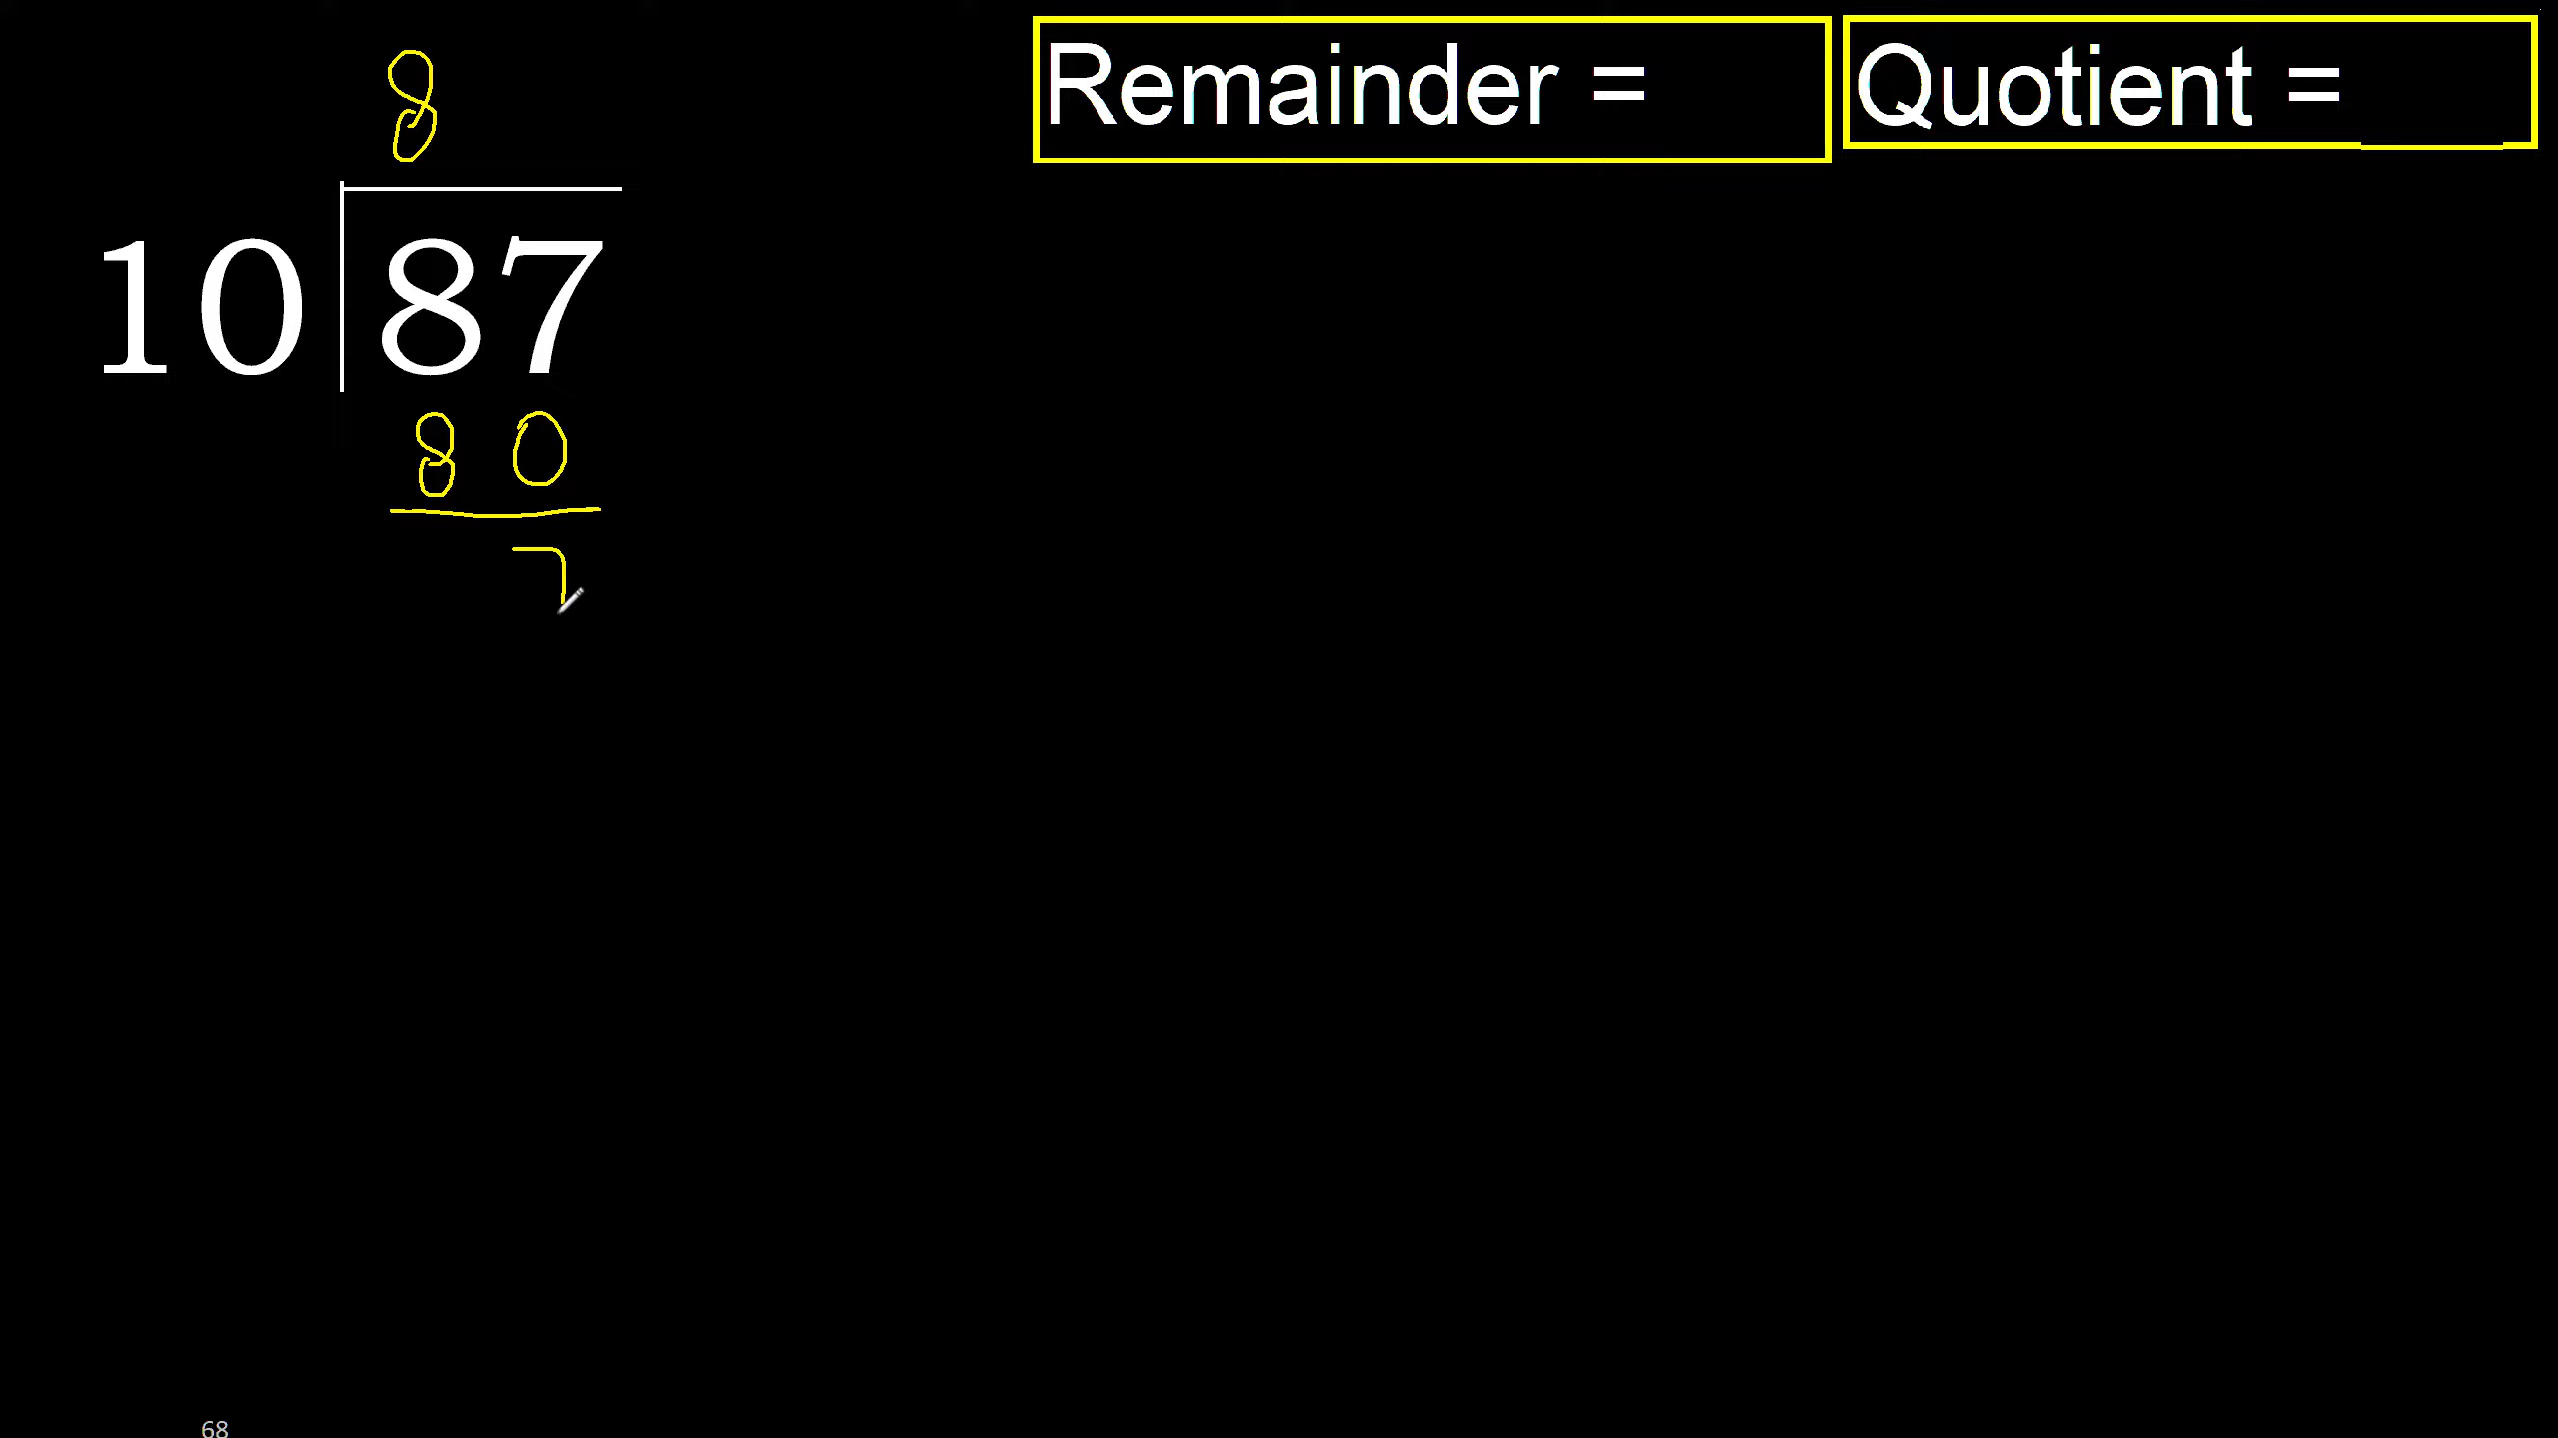 8
Remainder =
Quotient =
10 87
80
7
68